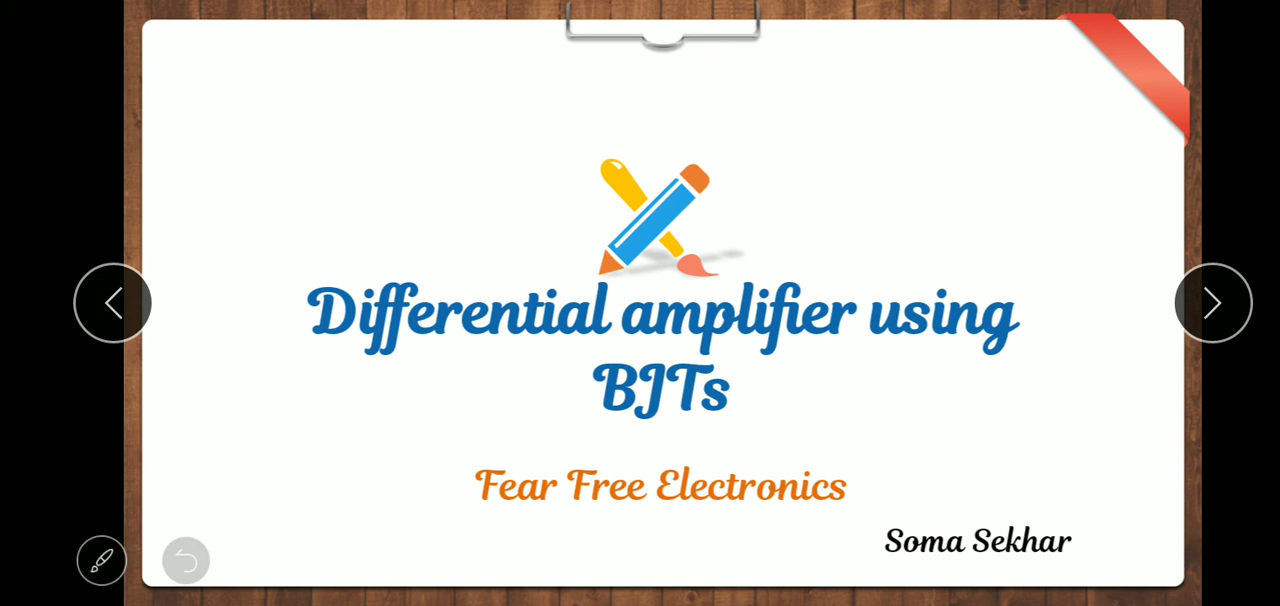 Differential amplifier using
BJTs
Fear Free Electronics
Soma Sekhar